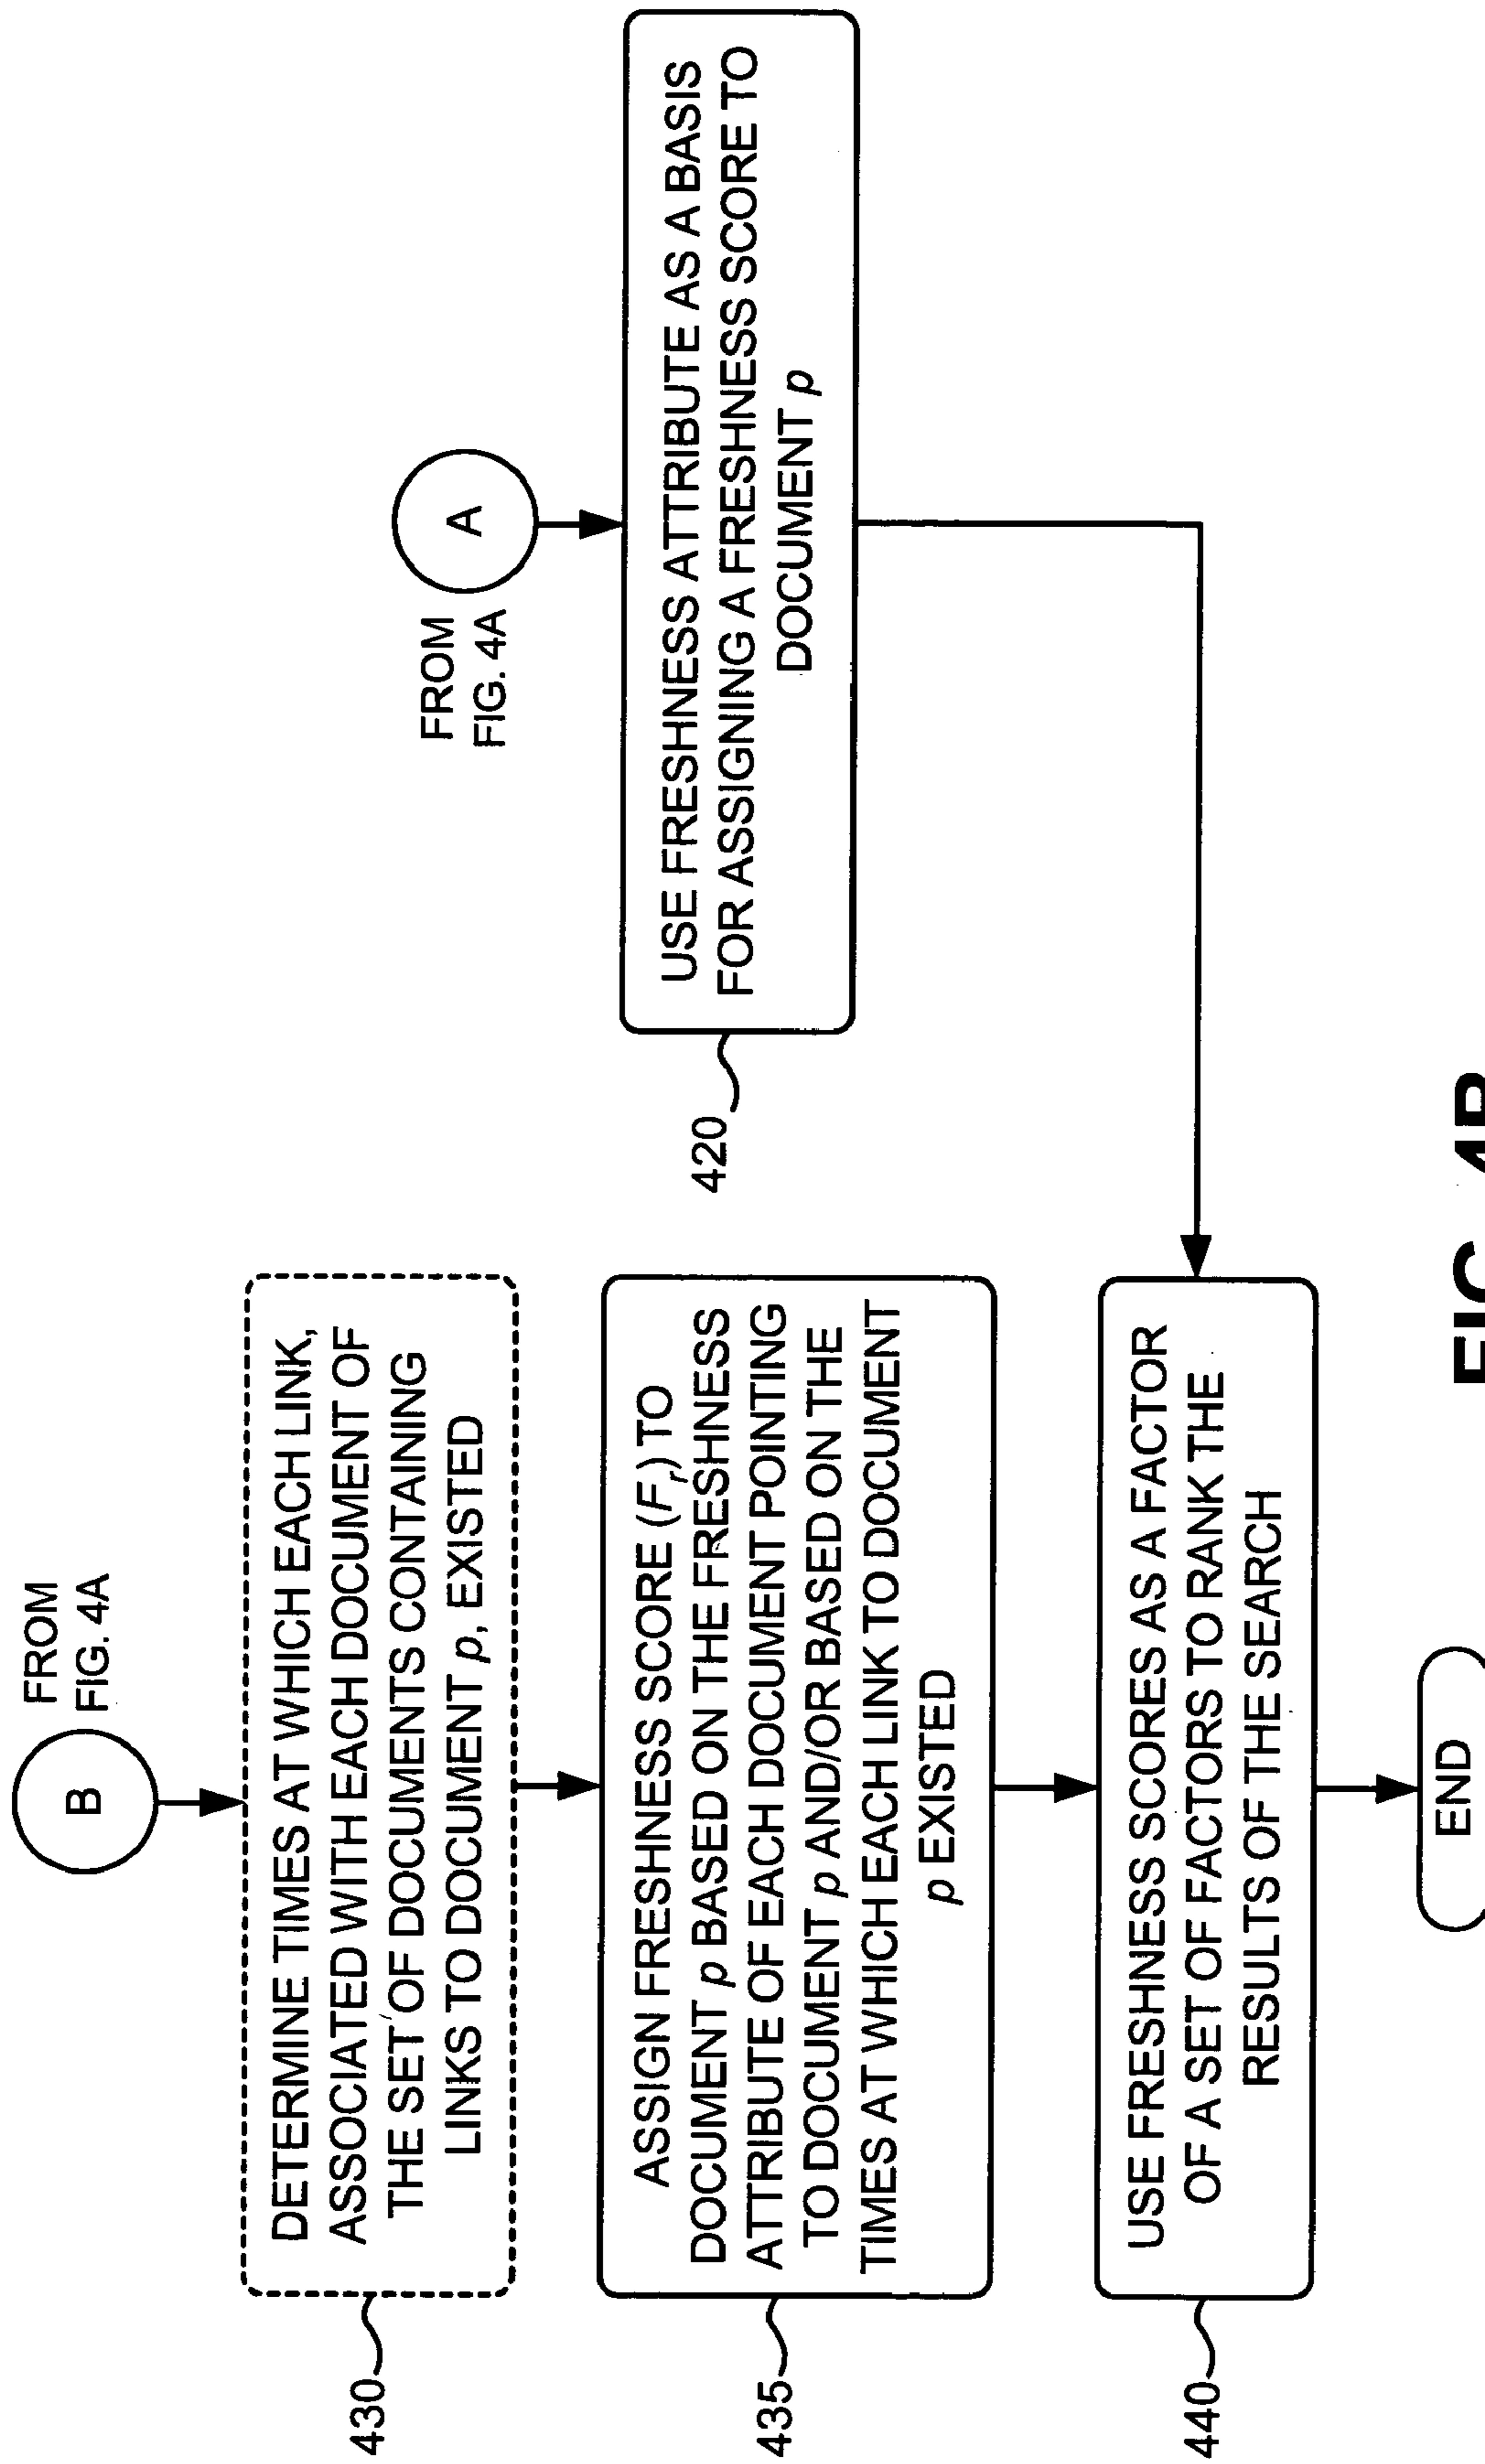 FROM
FIG. 4A
B
430
DETERMINE TIMES AT WHICH EACH LINK,
ASSOCIATED WITH EACH DOCUMENT OF
THE SET OF DOCUMENTS CONTAINING
LINKS TO DOCUMENT p, EXISTED
435
ASSIGN FRESHNESS SCORE (Fr) TO
DOCUMENT p BASED ON THE FRESHNESS
ATTRIBUTE OF EACH DOCUMENT POINTING
TO DOCUMENT p AND/OR BASED ON THE
TIMES AT WHICH EACH LINK TO DOCUMENT
p EXISTED
FROM
FIG. 4A
A
420
USE FRESHNESS ATTRIBUTE AS A BASIS
FOR ASSIGNING A FRESHNESS SCORE TO
DOCUMENT p
440
USE FRESHNESS SCORES AS A FACTOR
OF A SET OF FACTORS TO RANK THE
RESULTS OF THE SEARCH
END
FIG. 4B